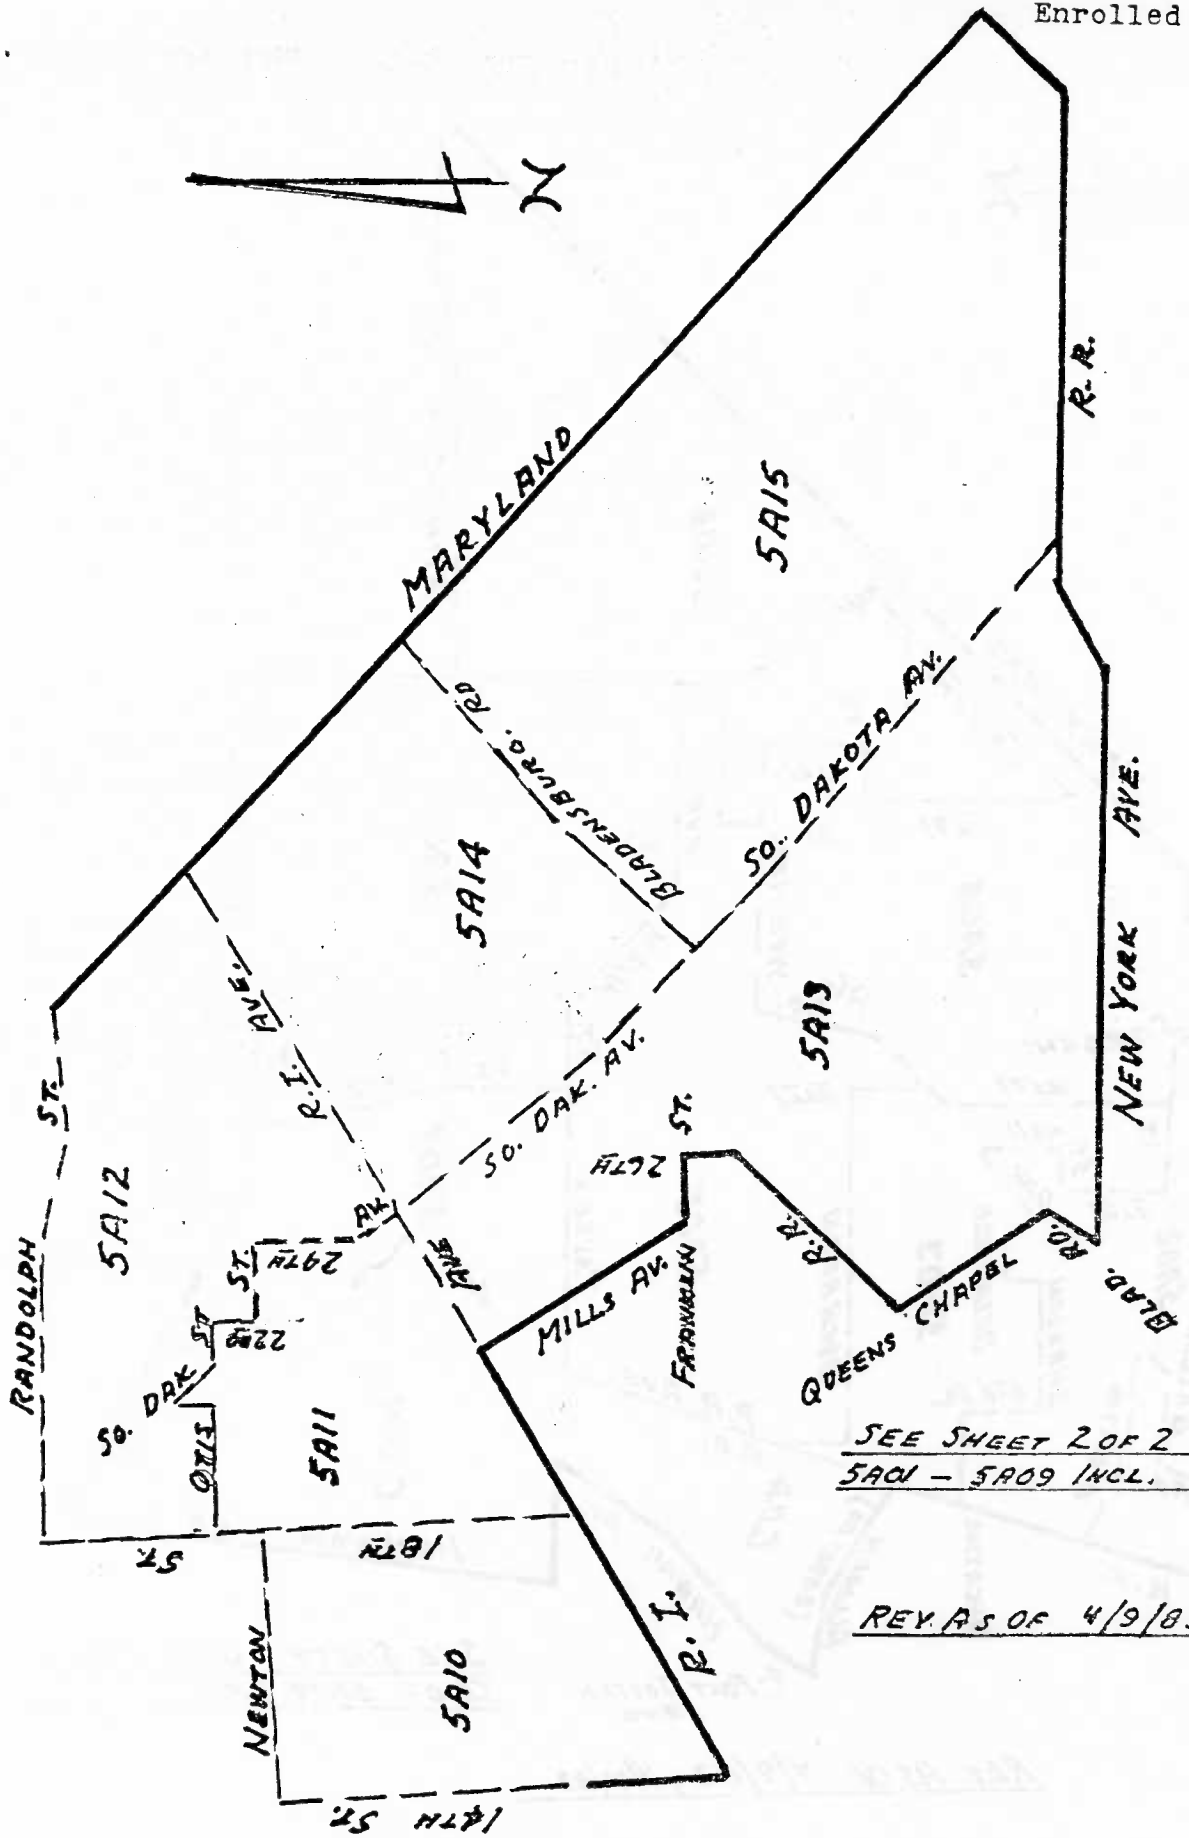 Enrolled
N
MARYLAND
RANDOLPH ST.
5A12
R.I. AVE.
5A14
BLADENSBURG. RD
5A15
R.R.
SO. DAKOTA AV.
SO. DAK. AV.
5A13
NEW YORK AVE.
29TH ST.
AV.
AVE
22ND ST
SO. DAK
OTIS
5A11
18TH ST.
NEWTON
5A10
14TH ST.
R.I.
MILLS AV.
FRANKLIN ST.
26TH
R.R.
QUEENS CHAPEL RD.
BLAD.
SEE SHEET 2 OF 2
5A01 - 5A09 INCL.
REV. AS OF 4/9/8